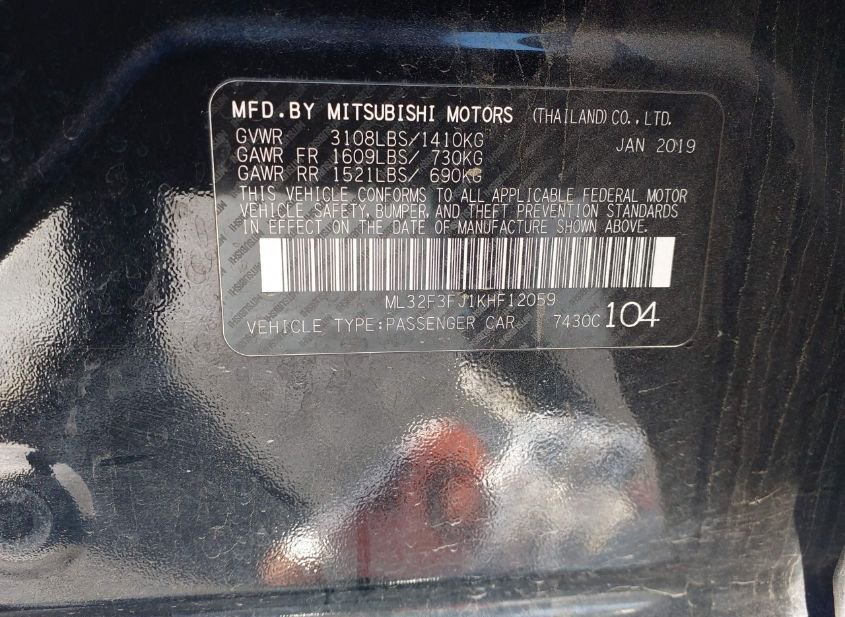 MFD.BY MITSUBISHI MOTORS (THAILAND) CO., LTD.
GVWR 3108LBS/1410KG JAN 2019
GAWR FR 1609LBS/ 730KG
GAWR RR 1521LBS/ 690KG
THIS VEHICLE CONFORMS TO ALL APPLICABLE FEDERAL MOTOR
VEHICLE SAFETY, BUMPER, AND THEFT PREVENTION STANDARDS
IN EFFECT ON THE DATE OF MANUFACTURE SHOWN ABOVE.
ML32F3FJ1KHF12059
VEHICLE TYPE:PASSENGER CAR 7430C 104